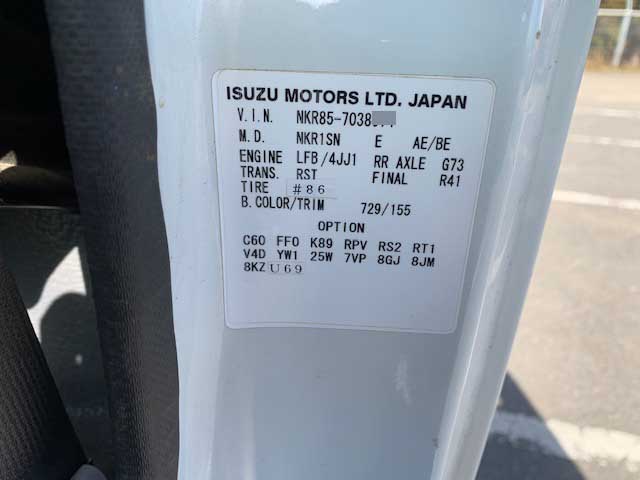 ISUZU MOTORS LTD. JAPAN
V.I.N. NKR85-7038
M.D. NKR1SN E AE/BE
ENGINE LFB/4JJ1 RR AXLE G73
TRANS. RST FINAL R41
TIRE #86
B.COLOR/TRIM 729/155
OPTION
C60 FF0 K89 RPV RS2 RT1
V4D YW1 25W 7VP 8GJ 8JM
8KZ U69